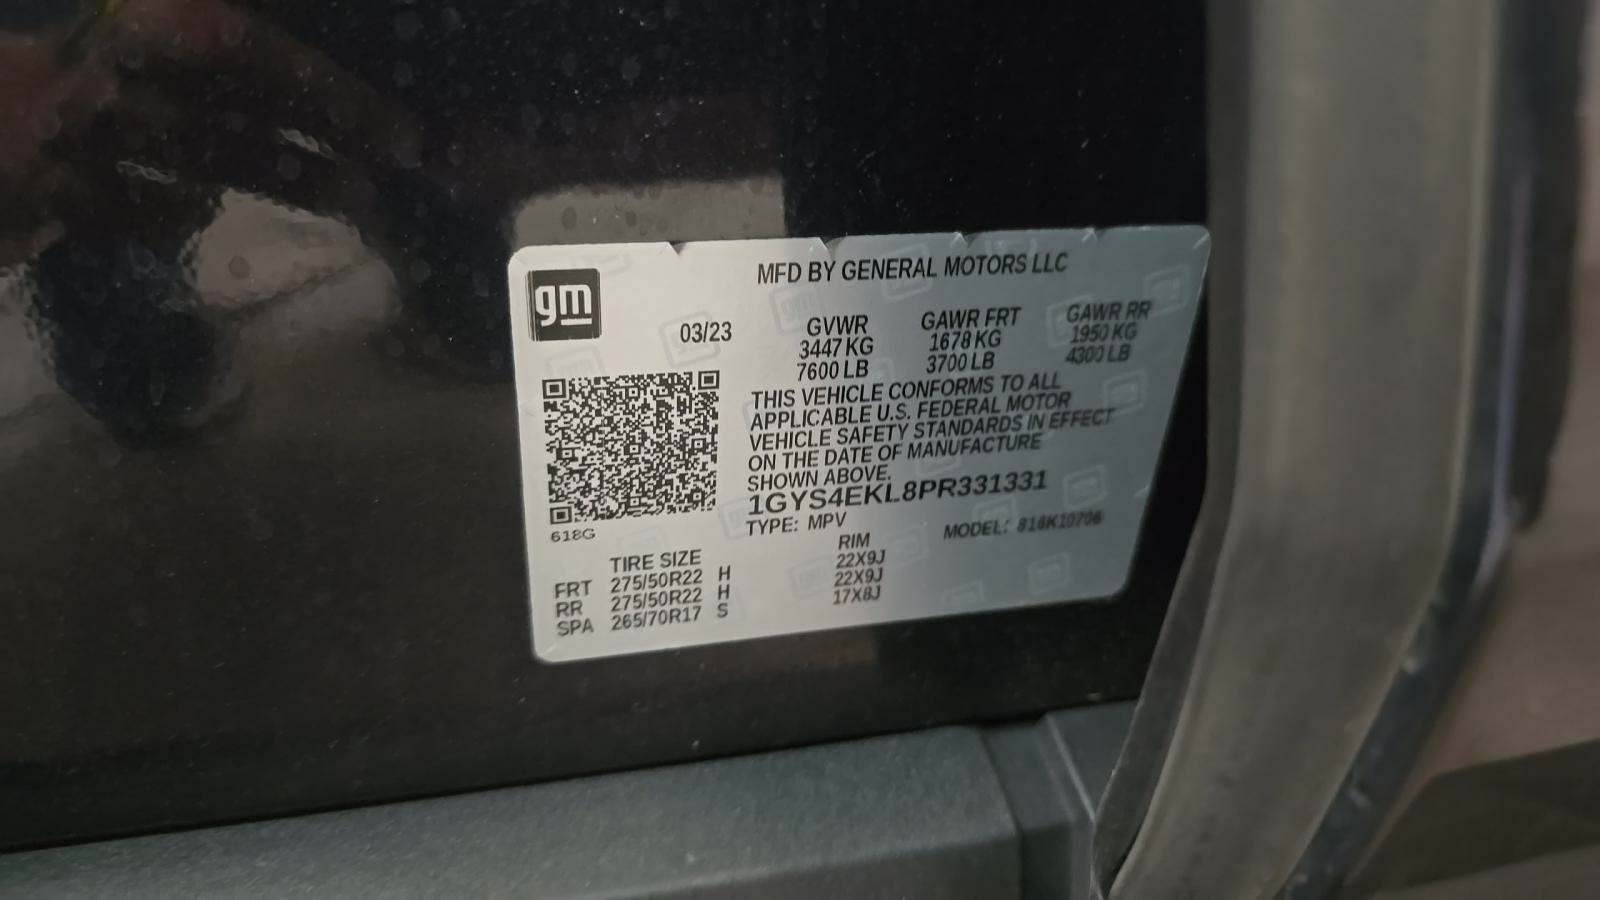 gm
MFD BY GENERAL MOTORS LLC
03/23
GVWR GAWR FRT GAWR RR
3447 KG 1678 KG 1950 KG
7600 LB 3700 LB 4300 LB
THIS VEHICLE CONFORMS TO ALL
APPLICABLE U.S. FEDERAL MOTOR
VEHICLE SAFETY STANDARDS IN EFFECT
ON THE DATE OF MANUFACTURE
SHOWN ABOVE.
1GYS4EKL8PR331331
TYPE: MPV MODEL:
618G
TIRE SIZE RIM
FRT 275/50R22 H 22X9J
RR 275/50R22 H 22X9J
SPA 265/70R17 S 17X8J